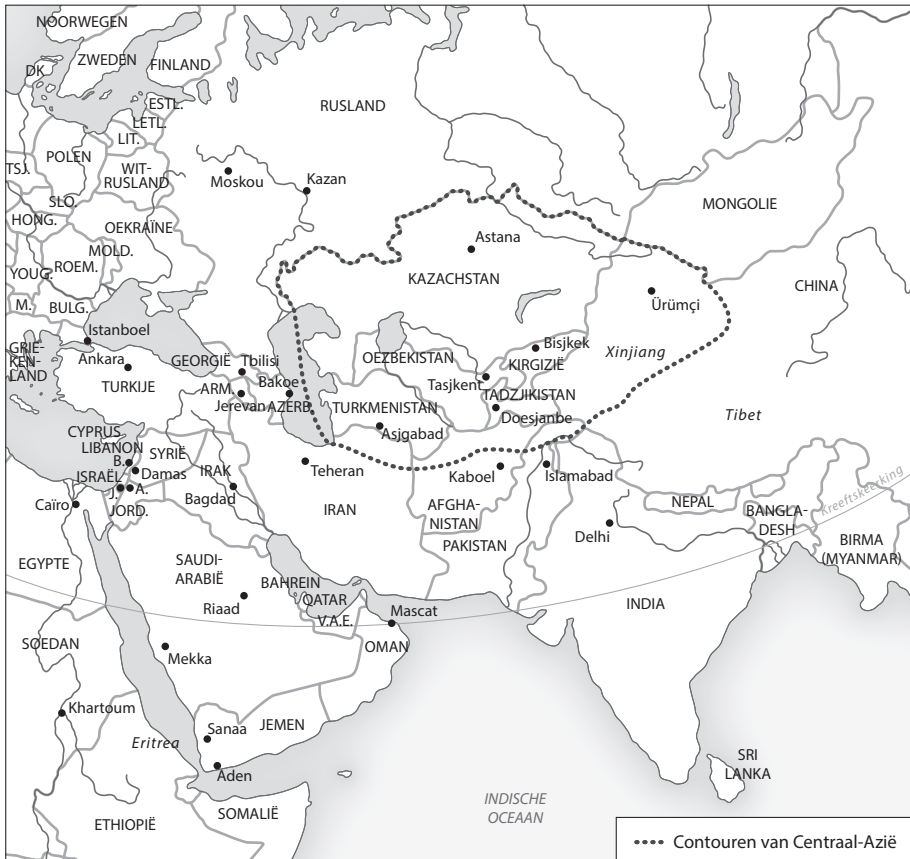 NOORWEGEN
ZWEDEN
FINLAND
DK
ESTL.
LETL.
LIT.
RUSLAND
TSJ.
POLEN
WIT-
RUSLAND
Moskou
Kazan
SLO.
HONG.
OEKRAÏNE
MOLD.
ROEM.
YOUG.
M.
BULG.
MONGOLIE
Astana
KAZACHSTAN
CHINA
Ürümçi
Istanboel
GRIE-
KEN-
LAND
Ankara
TURKIJE
GEORGIË
Tbilisi
ARM.
Bakoe
Jerevan
AZERB.
OEZBEKISTAN
Bisjkek
KIRGIZIË
Xinjiang
Tasjkent
TADZJIKISTAN
TURKMENISTAN
Doesjanbe
Asjgabad
Tibet
CYPRUS
LIBANON
SYRIË
B.
Damas
ISRAËL
J.
A.
JORD.
IRAK
Bagdad
Teheran
IRAN
Kaboel
Islamabad
AFGHA-
NISTAN
PAKISTAN
NEPAL
Delhi
BANGLA-
DESH
Kreeftskeerking
BIRMA
(MYANMAR)
Caïro
EGYPTE
SAUDI-
ARABIË
BAHREIN
QATAR
V.A.E.
Riaad
Mascat
OMAN
INDIA
Mekka
SOEDAN
Khartoum
Eritrea
Sanaa
JEMEN
Aden
ETHIOPIË
SOMALIË
INDISCHE
OCEAAN
SRI
LANKA
Contouren van Centraal-Azië